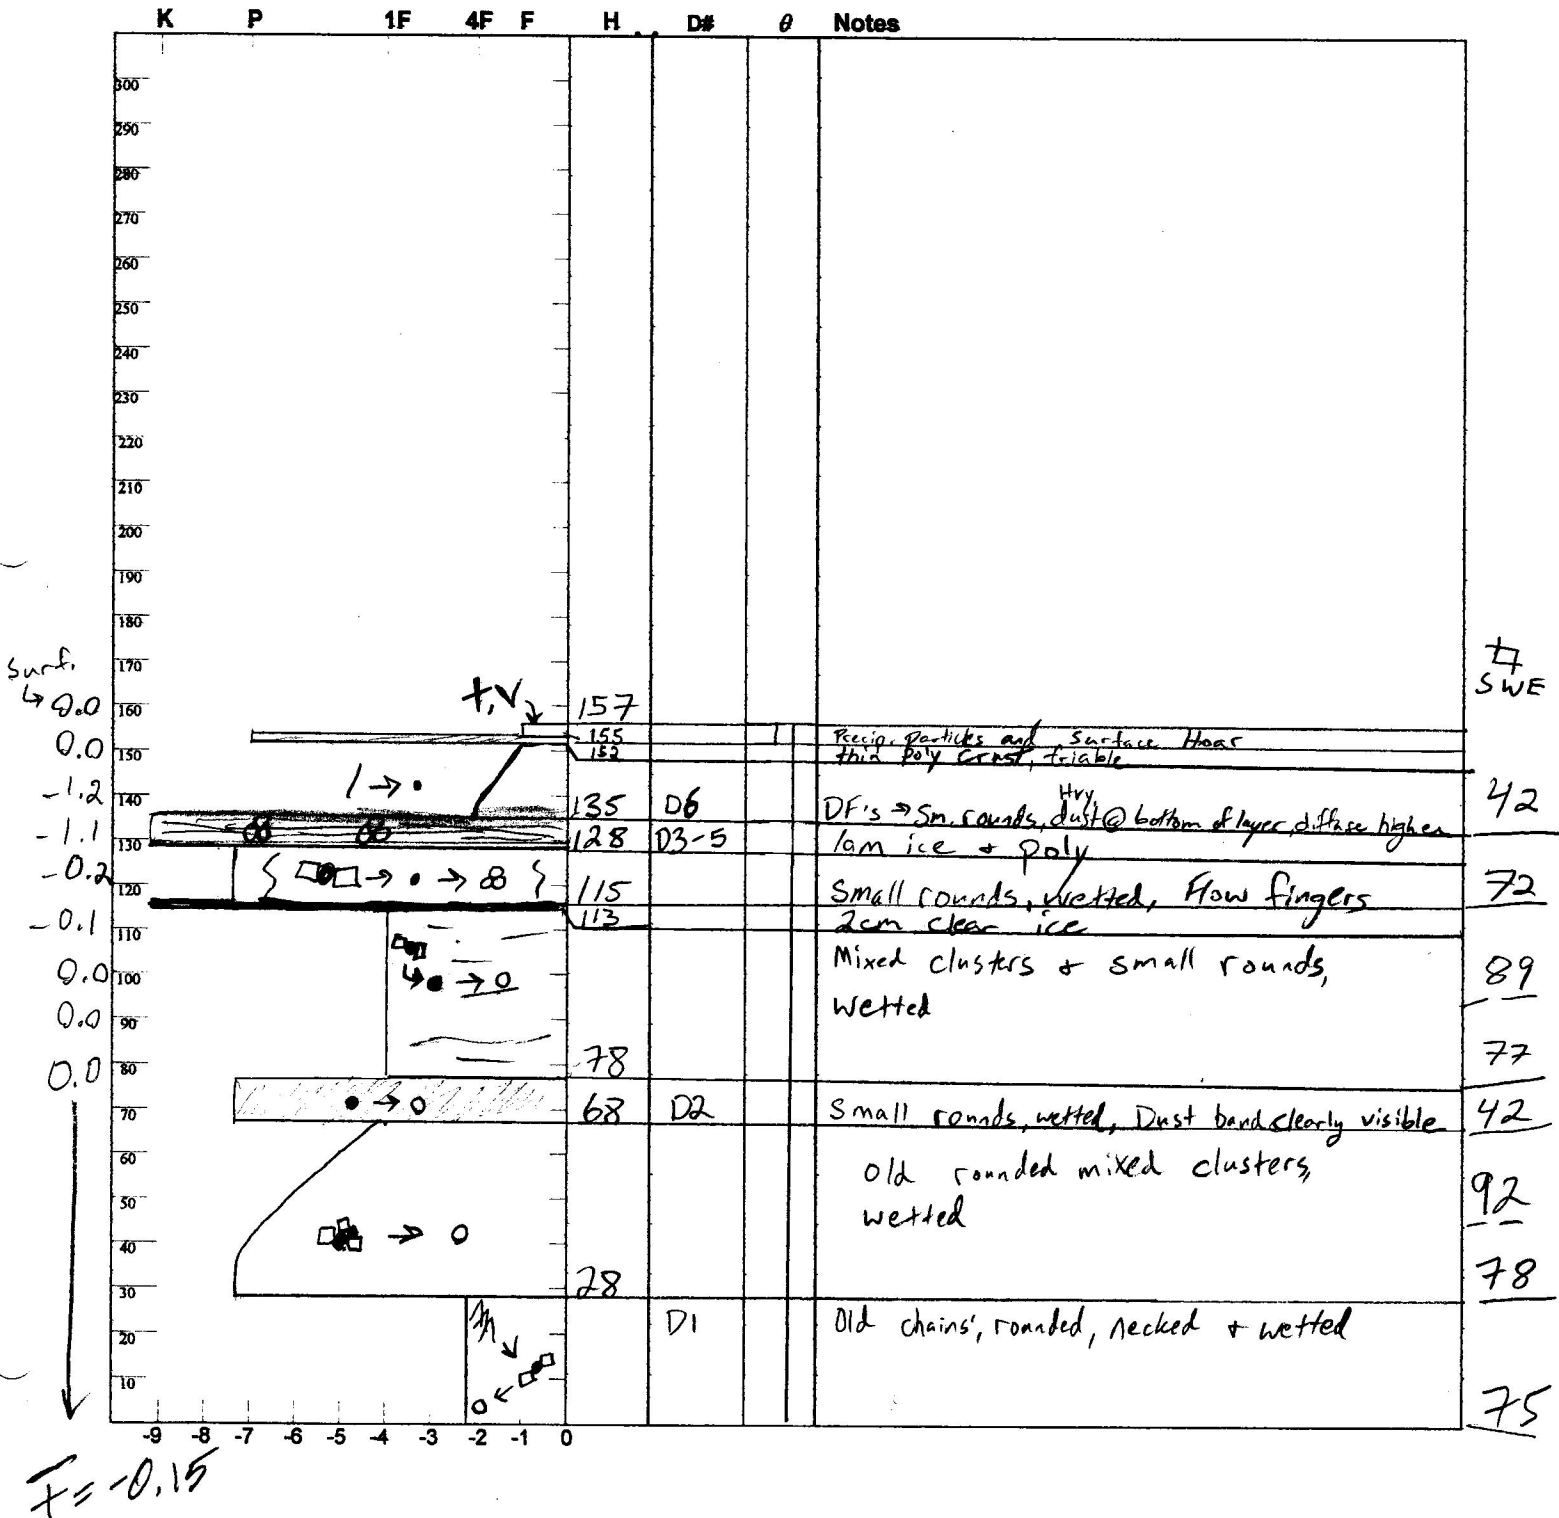 K P 1F 4F F H D# θ Notes
300
290
280
270
260
250
240
230
220
210
200
190
180
170
Surf.
↳ 0.0 160 +,V 157
SWE
0.0 150 155 Precip. particles and Surface Hoar
152 thin poly crust, friable
-1.2 140 / → • 135 D6 DF's → Sm. rounds, Hvy dust @ bottom of layer, diffuse higher 42
-1.1 130 128 D3-5 lam ice + poly
-0.2 120 115 Small rounds, wetted, Flow fingers 72
-0.1 110 113 2cm clear ice
0.0 100 Mixed clusters + small rounds, 89
0.0 90 wetted
0.0 80 78 77
70 68 D2 Small rounds, wetted, Dust band clearly visible 42
60 Old rounded mixed clusters,
50 wetted 92
40
30 28 78
20 D1 Old chains', rounded, necked + wetted
10 75
-9 -8 -7 -6 -5 -4 -3 -2 -1 0
= -0.15